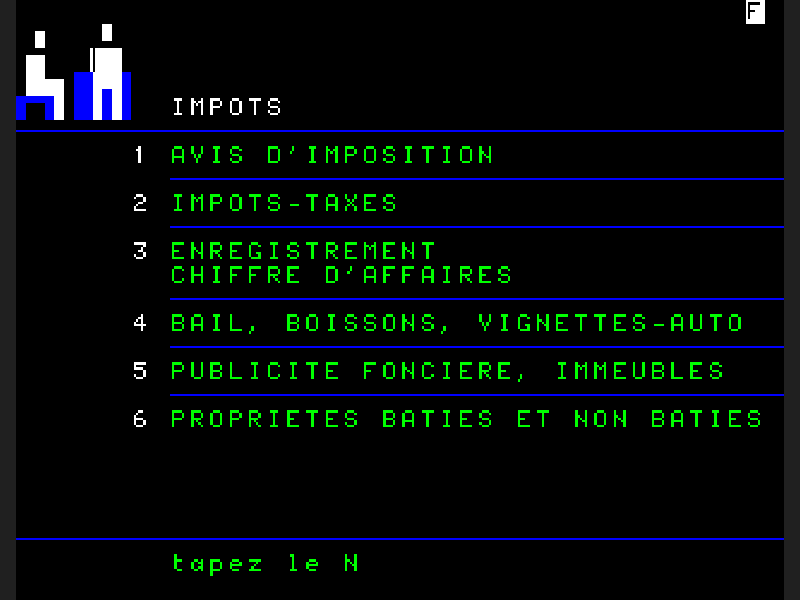 F
IMPOTS
1 AVIS D'IMPOSITION
2 IMPOTS-TAXES
3 ENREGISTREMENT
CHIFFRE D'AFFAIRES
4 BAIL, BOISSONS, VIGNETTES-AUTO
5 PUBLICITE FONCIERE, IMMEUBLES
6 PROPRIETES BATIES ET NON BATIES
tapez le N